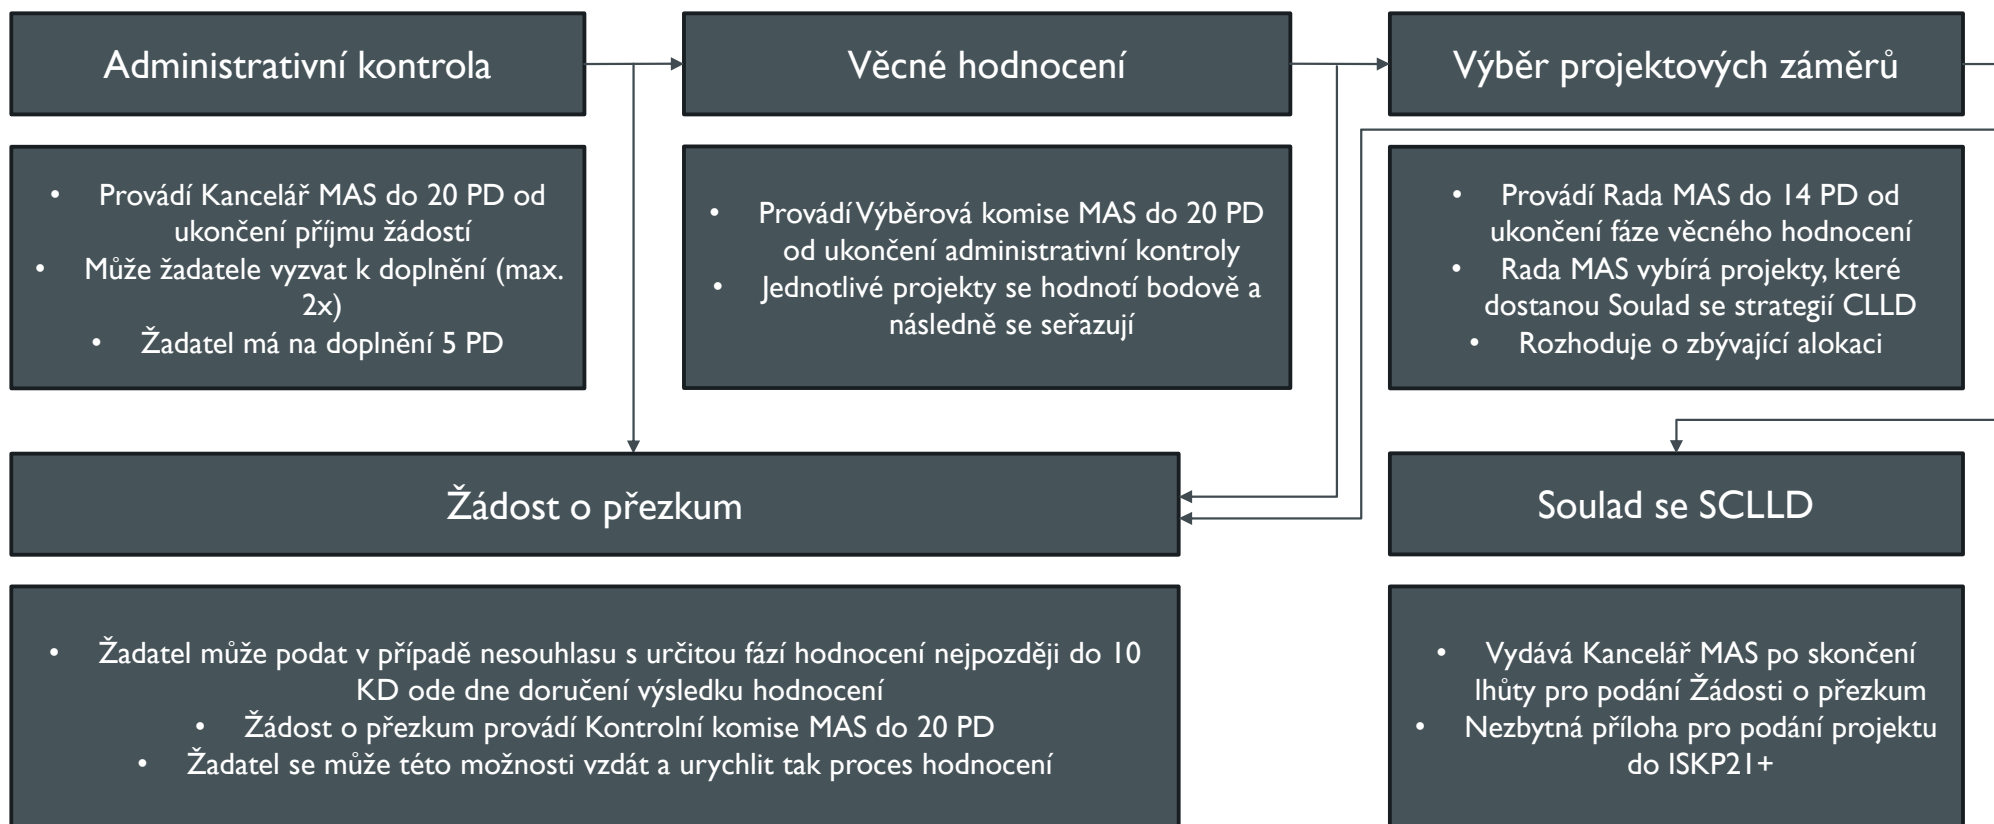 Administrativní kontrola
Věcné hodnocení
Výběr projektových záměrů
• Provádí Kancelář MAS do 20 PD od
ukončení příjmu žádostí
• Může žadatele vyzvat k doplnění (max.
2x)
• Žadatel má na doplnění 5 PD
• Provádí Výběrová komise MAS do 20 PD
od ukončení administrativní kontroly
• Jednotlivé projekty se hodnotí bodově a
následně se seřazují
• Provádí Rada MAS do 14 PD od
ukončení fáze věcného hodnocení
• Rada MAS vybírá projekty, které
dostanou Soulad se strategií CLLD
• Rozhoduje o zbývající alokaci
Žádost o přezkum
Soulad se SCLLD
• Žadatel může podat v případě nesouhlasu s určitou fází hodnocení nejpozději do 10
KD ode dne doručení výsledku hodnocení
• Žádost o přezkum provádí Kontrolní komise MAS do 20 PD
• Žadatel se může této možnosti vzdát a urychlit tak proces hodnocení
• Vydává Kancelář MAS po skončení
lhůty pro podání Žádosti o přezkum
• Nezbytná příloha pro podání projektu
do ISKP21+